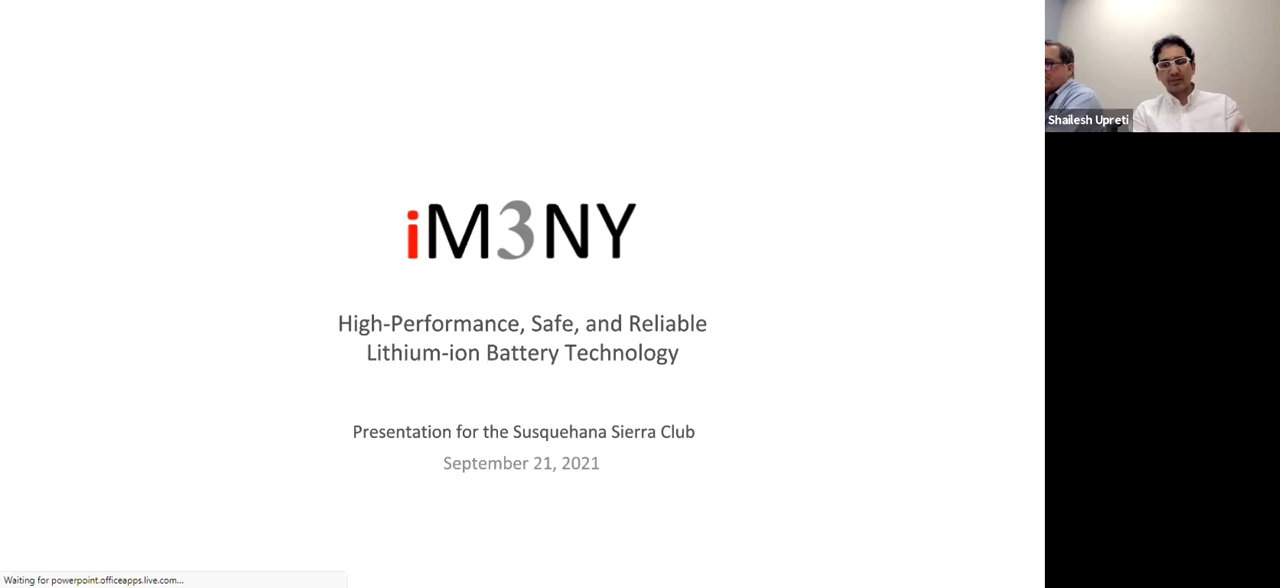 iM3NY
High-Performance, Safe, and Reliable
Lithium-ion Battery Technology
Presentation for the Susquehana Sierra Club
September 21, 2021
Shailesh Upreti
Waiting for powerpoint.officeapps.live.com...